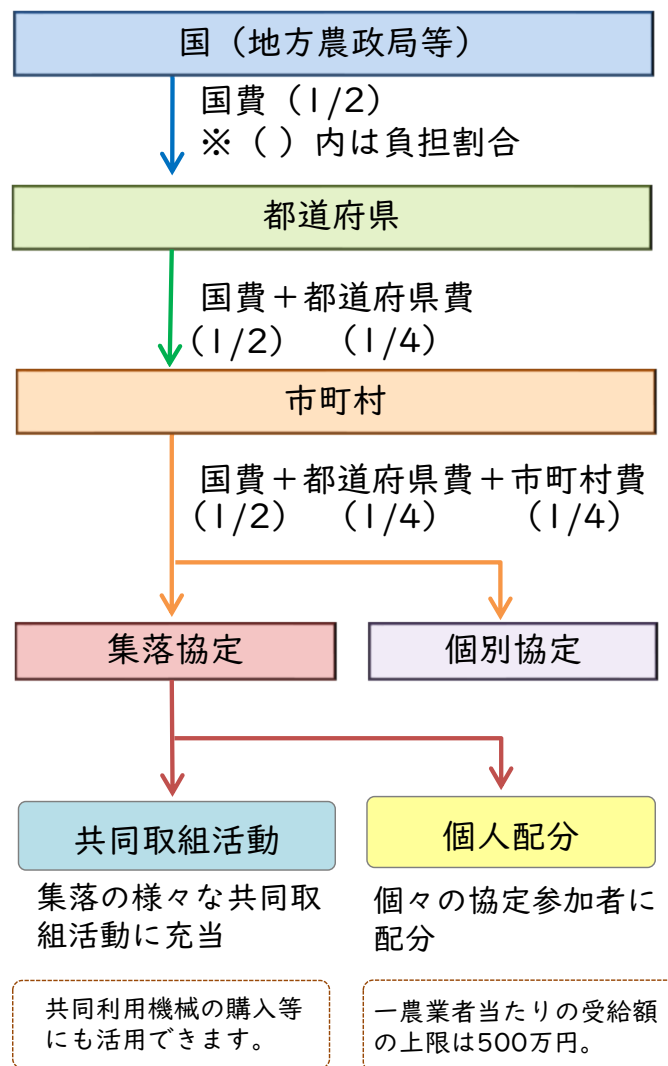 国（地方農政局等）
国費（1/2）
※（ ）内は負担割合
都道府県
国費＋都道府県費
（1/2）　（1/4）
市町村
国費＋都道府県費＋市町村費
（1/2）　（1/4）　　（1/4）
集落協定
個別協定
共同取組活動
個人配分
集落の様々な共同取
組活動に充当
個々の協定参加者に
配分
共同利用機械の購入等
にも活用できます。
一農業者当たりの受給額
の上限は500万円。